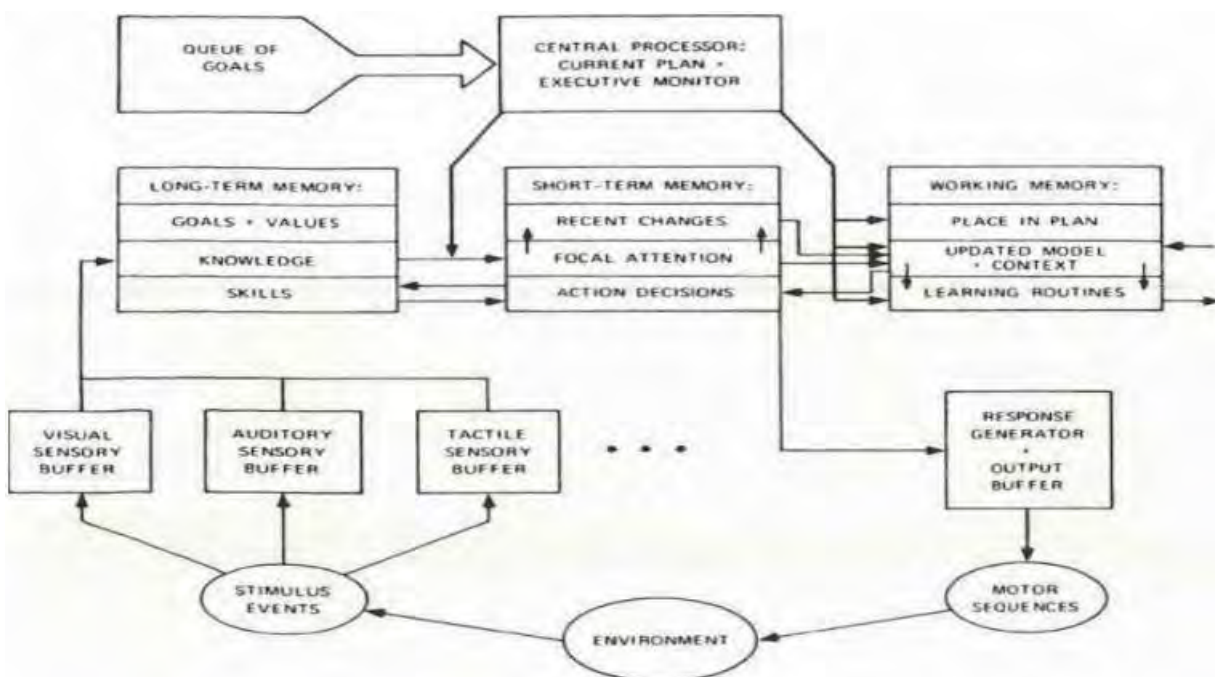 QUEUE OF
GOALS
CENTRAL PROCESSOR:
CURRENT PLAN +
EXECUTIVE MONITOR
LONG-TERM MEMORY:
GOALS + VALUES
KNOWLEDGE
SKILLS
SHORT-TERM MEMORY:
RECENT CHANGES
FOCAL ATTENTION
ACTION DECISIONS
WORKING MEMORY:
PLACE IN PLAN
UPDATED MODEL
+ CONTEXT
LEARNING ROUTINES
VISUAL
SENSORY
BUFFER
AUDITORY
SENSORY
BUFFER
TACTILE
SENSORY
BUFFER
• • •
RESPONSE
GENERATOR
+
OUTPUT
BUFFER
STIMULUS
EVENTS
ENVIRONMENT
MOTOR
SEQUENCES